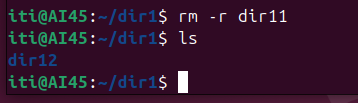 iti@AI45:~/dir1$ rm -r dir11
iti@AI45:~/dir1$ ls
dir12
iti@AI45:~/dir1$